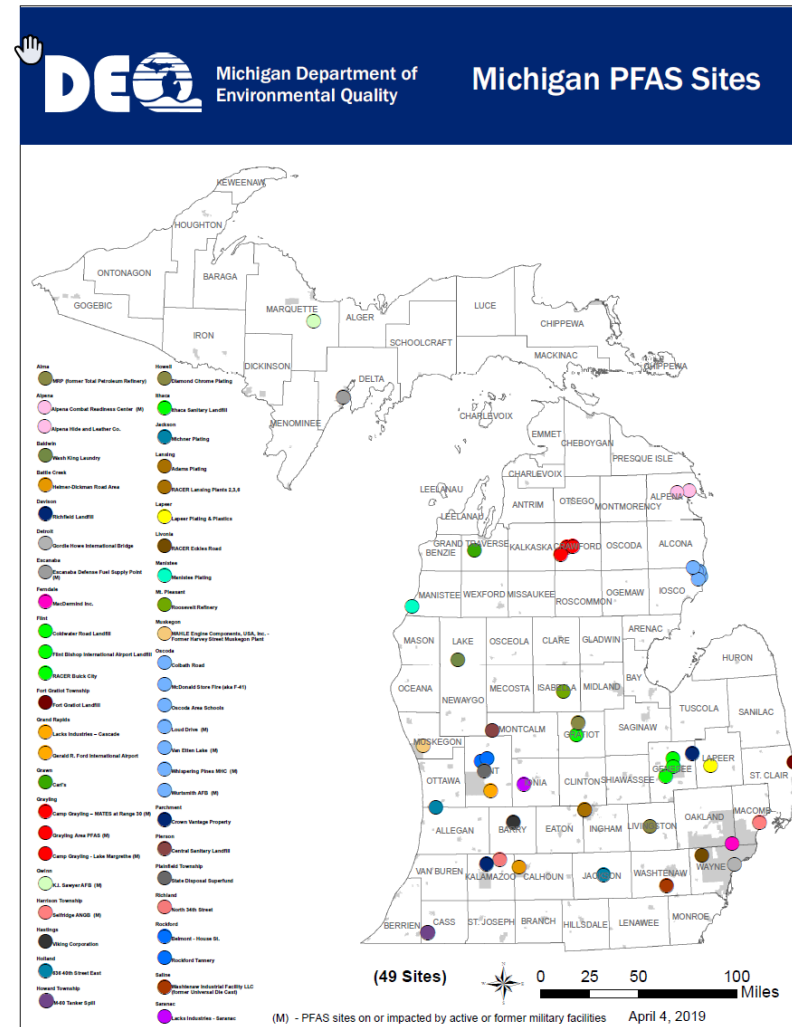 DEQ
Michigan Department of
Environmental Quality
Michigan PFAS Sites
KEWEENAW
HOUGHTON
ONTONAGON
BARAGA
GOGEBIC
MARQUETTE
ALGER
LUCE
CHIPPEWA
IRON
SCHOOLCRAFT
MACKINAC
CHIPPEWA
DICKINSON
DELTA
MENOMINEE
CHARLEVOIX
EMMET
CHEBOYGAN
PRESQUE ISLE
CHARLEVOIX
LEELANAU
ANTRIM
OTSEGO
MONTMORENCY
ALPENA
LEELANAU
GRAND TRAVERSE
BENZIE
KALKASKA
CRAWFORD
OSCODA
ALCONA
MANISTEE
WEXFORD
MISSAUKEE
ROSCOMMON
OGEMAW
IOSCO
ARENAC
MASON
LAKE
OSCEOLA
CLARE
GLADWIN
HURON
BAY
OCEANA
NEWAYGO
MECOSTA
ISABELLA
MIDLAND
TUSCOLA
SANILAC
MONTCALM
GRATIOT
SAGINAW
MUSKEGON
LAPEER
GENESEE
ST. CLAIR
OTTAWA
KENT
IONIA
CLINTON
SHIAWASSEE
MACOMB
OAKLAND
ALLEGAN
BARRY
EATON
INGHAM
LIVINGSTON
VAN BUREN
KALAMAZOO
CALHOUN
JACKSON
WASHTENAW
WAYNE
BERRIEN
CASS
ST. JOSEPH
BRANCH
HILLSDALE
LENAWEE
MONROE
Alma
MRP (former Total Petroleum Refinery)
Alpena
Alpena Combat Readiness Center (M)
Alpena Hide and Leather Co.
Baldwin
Wash King Laundry
Battle Creek
Helmer-Dickman Road Area
Davison
Richfield Landfill
Detroit
Gordie Howe International Bridge
Escanaba
Escanaba Defense Fuel Supply Point
(M)
Ferndale
MacDermid Inc.
Flint
Coldwater Road Landfill
Flint Bishop International Airport Landfill
RACER Buick City
Fort Gratiot Township
Fort Gratiot Landfill
Grand Rapids
Lacks Industries - Cascade
Gerald R. Ford International Airport
Grawn
Carl's
Grayling
Camp Grayling - MATES at Range 30 (M)
Grayling Area PFAS (M)
Camp Grayling - Lake Margrethe (M)
Gwinn
K.I. Sawyer AFB (M)
Harrison Township
Selfridge ANGB (M)
Hastings
Viking Corporation
Holland
636 40th Street East
Howard Township
M-60 Tanker Spill
Howell
Diamond Chrome Plating
Ithaca
Ithaca Sanitary Landfill
Jackson
Michner Plating
Lansing
Adams Plating
RACER Lansing Plants 2,3,6
Lapeer
Lapeer Plating & Plastics
Livonia
RACER Eckles Road
Manistee
Manistee Plating
Mt. Pleasant
Roosevelt Refinery
Muskegon
MAHLE Engine Components, USA, Inc. -
Former Harvey Street Muskegon Plant
Oscoda
Colbath Road
McDonald Store Fire (aka F-41)
Oscoda Area Schools
Loud Drive (M)
Van Etten Lake (M)
Whispering Pines MHC (M)
Wurtsmith AFB (M)
Parchment
Crown Vantage Property
Pierson
Central Sanitary Landfill
Plainfield Township
State Disposal Superfund
Richland
North 34th Street
Rockford
Belmont - House St.
Rockford Tannery
Saline
Washtenaw Industrial Facility LLC
(former Universal Die Cast)
Saranac
Lacks Industries - Saranac
(49 Sites)
0 25 50 100
Miles
(M) - PFAS sites on or impacted by active or former military facilities April 4, 2019